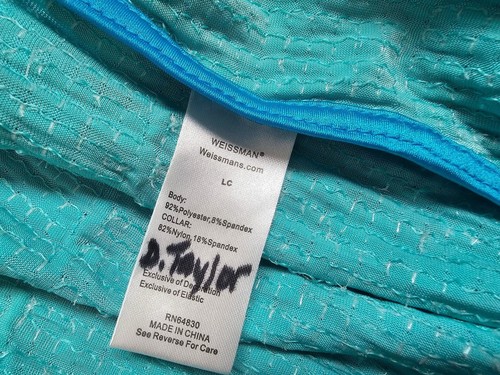 WEISSMAN®
Weissmans.com
LC
Body:
92%Polyester,8%Spandex
COLLAR:
82%Nylon,18%Spandex
D. Taylor
Exclusive of Decoration
Exclusive of Elastic
RN64830
MADE IN CHINA
See Reverse For Care